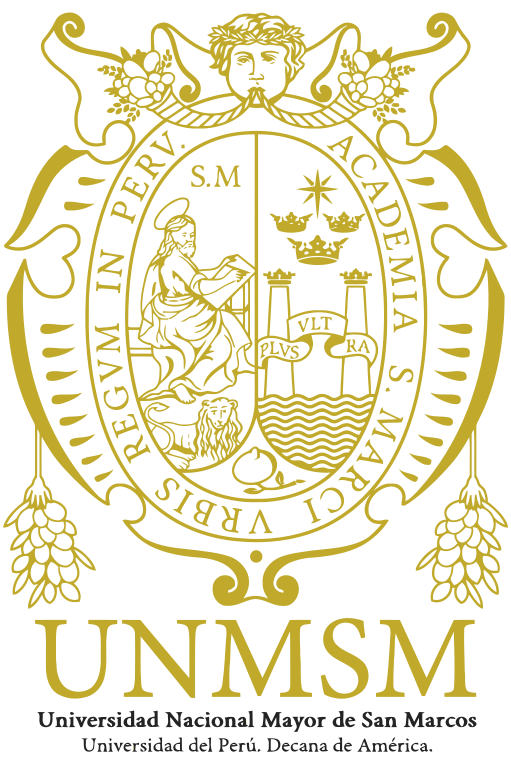 ACADEMIA S. MARCI VRBIS REGVM IN PERV.
S.M
PLVS VLT RA
UNMSM
Universidad Nacional Mayor de San Marcos
Universidad del Perú. Decana de América.